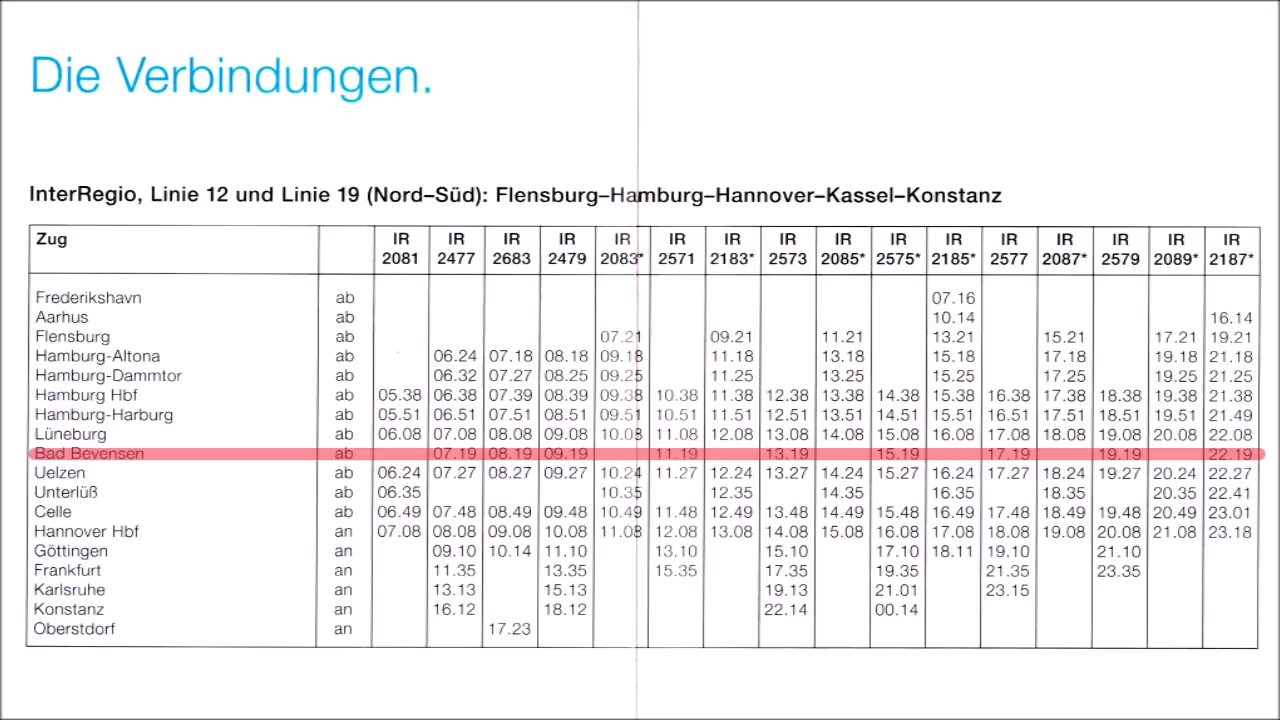 Die Verbindungen.
InterRegio, Linie 12 und Linie 19 (Nord–Süd): Flensburg–Hamburg–Hannover–Kassel–Konstanz
Zug IR 2081 IR 2477 IR 2683 IR 2479 IR 2083* IR 2571 IR 2183* IR 2573 IR 2085* IR 2575* IR 2185* IR 2577 IR 2087* IR 2579 IR 2089* IR 2187*
Frederikshavn ab 07.16
Aarhus ab 10.14 16.14
Flensburg ab 07.21 09.21 11.21 13.21 15.21 17.21 19.21
Hamburg-Altona ab 06.24 07.18 08.18 09.18 11.18 13.18 15.18 17.18 19.18 21.18
Hamburg-Dammtor ab 06.32 07.27 08.25 09.25 11.25 13.25 15.25 17.25 19.25 21.25
Hamburg Hbf ab 05.38 06.38 07.39 08.39 09.38 10.38 11.38 12.38 13.38 14.38 15.38 16.38 17.38 18.38 19.38 21.38
Hamburg-Harburg ab 05.51 06.51 07.51 08.51 09.51 10.51 11.51 12.51 13.51 14.51 15.51 16.51 17.51 18.51 19.51 21.49
Lüneburg ab 06.08 07.08 08.08 09.08 10.08 11.08 12.08 13.08 14.08 15.08 16.08 17.08 18.08 19.08 20.08 22.08
Bad Bevensen ab 07.19 08.19 09.19 11.19 13.19 15.19 17.19 19.19 22.19
Uelzen ab 06.24 07.27 08.27 09.27 10.24 11.27 12.24 13.27 14.24 15.27 16.24 17.27 18.24 19.27 20.24 22.27
Unterlüß ab 06.35 10.35 12.35 14.35 16.35 18.35 20.35 22.41
Celle ab 06.49 07.48 08.49 09.48 10.49 11.48 12.49 13.48 14.49 15.48 16.49 17.48 18.49 19.48 20.49 23.01
Hannover Hbf an 07.08 08.08 09.08 10.08 11.08 12.08 13.08 14.08 15.08 16.08 17.08 18.08 19.08 20.08 21.08 23.18
Göttingen an 09.10 10.14 11.10 13.10 15.10 17.10 18.11 19.10 21.10
Frankfurt an 11.35 13.35 15.35 17.35 19.35 21.35 23.35
Karlsruhe an 13.13 15.13 19.13 21.01 23.15
Konstanz an 16.12 18.12 22.14 00.14
Oberstdorf an 17.23